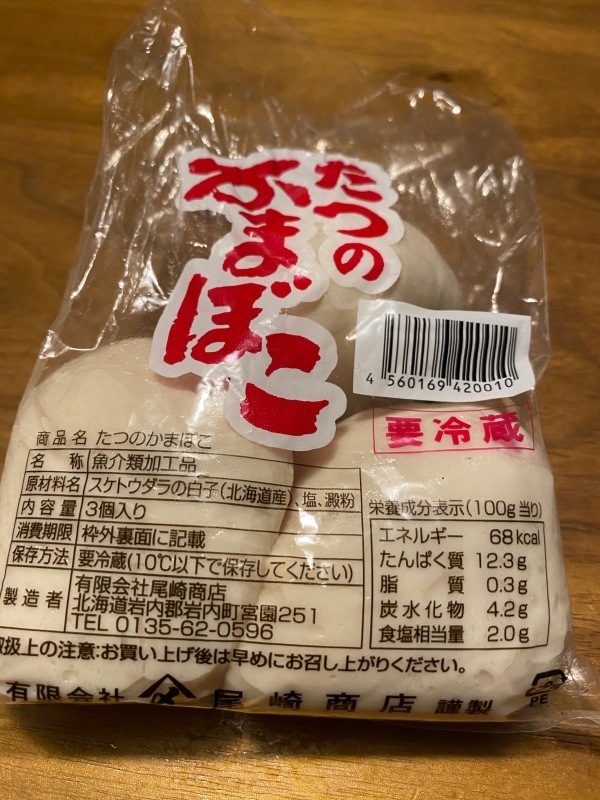 たつの
かまぼこ
4 560169 420010
要冷蔵
商品名 たつのかまぼこ
名称 魚介類加工品
原材料名 スケトウダラの白子(北海道産)、塩、澱粉
内容量 3個入り
消費期限 枠外裏面に記載
保存方法 要冷蔵(10℃以下で保存してください)
製造者 有限会社尾崎商店
北海道岩内郡岩内町宮園251
TEL 0135-62-0596
栄養成分表示(100g当り)
エネルギー 68kcal
たんぱく質 12.3g
脂質 0.3g
炭水化物 4.2g
食塩相当量 2.0g
取扱上の注意:お買い上げ後は早めにお召し上がりください。
有限会社 尾崎商店 謹製
PE